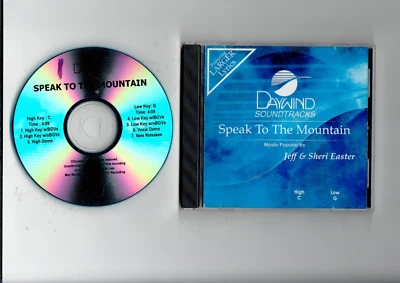 SPEAK TO THE MOUNTAIN
High Key: C
Time: 4:09
1. High Key w/BGVs
2. High Key w/oBGVs
3. High Demo
Low Key: G
Time: 4:09
4. Low Key w/BGVs
5. Low Key w/oBGVs
6. Vocal Demo
7. New Releases
LARGER
Lyrics
DAYWIND
SOUNDTRACKS
Speak To The Mountain
Made Popular by
Jeff & Sheri Easter
High Low
C G